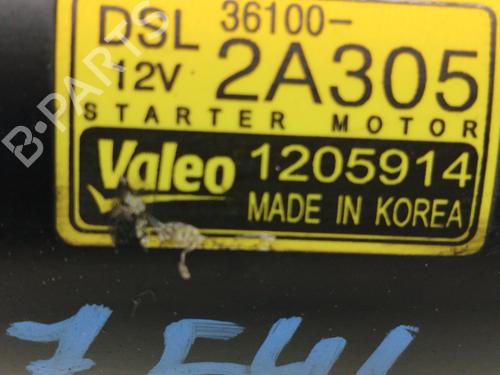 DSL 36100-
12V 2A305
STARTER MOTOR
Valeo 1205914
MADE IN KOREA